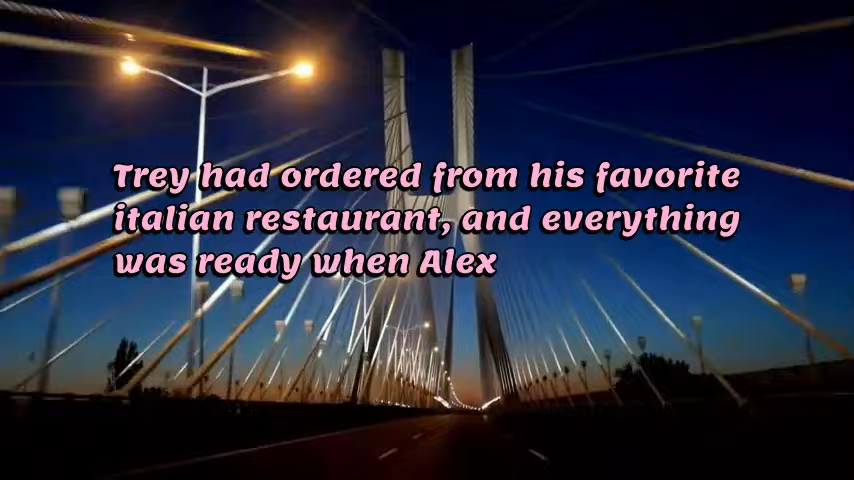 Trey had ordered from his favorite
italian restaurant, and everything
was ready when Alex